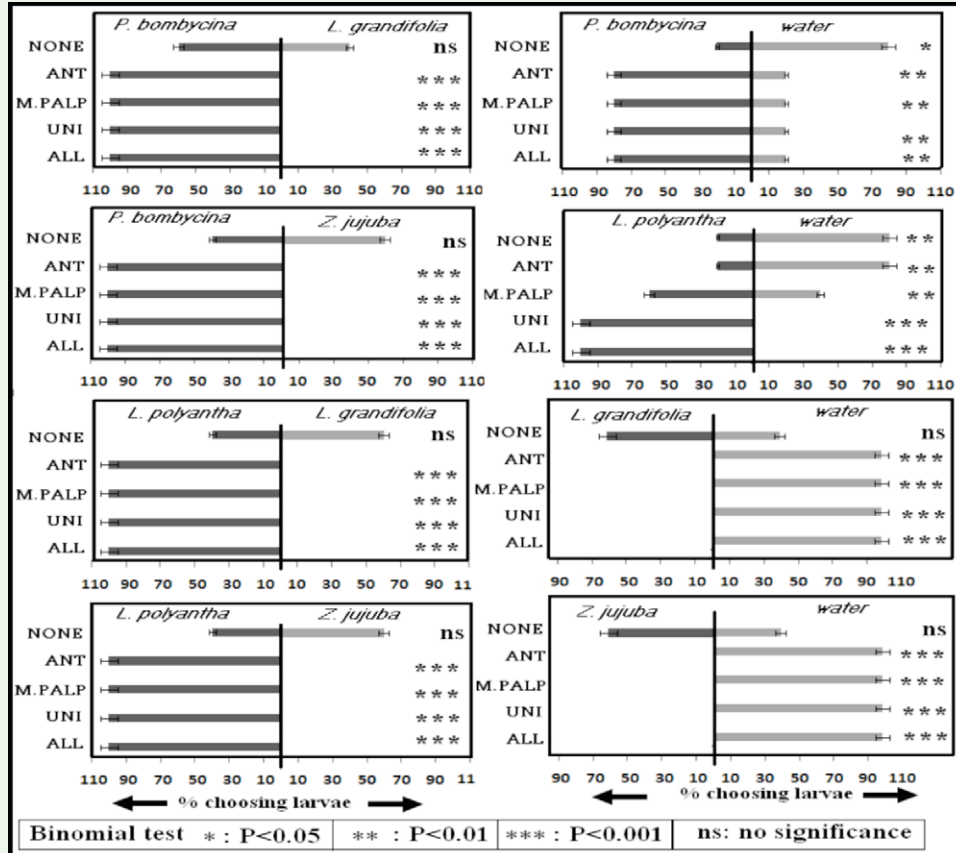 P. bombycina L. grandifolia
NONE ns
ANT ***
M.PALP ***
UNI ***
ALL ***
110 90 70 50 30 10 10 30 50 70 90 110
P. bombycina water
NONE *
ANT **
M.PALP **
UNI **
ALL **
110 90 70 50 30 10 10 30 50 70 90 110
P. bombycina Z. jujuba
NONE ns
ANT ***
M.PALP ***
UNI ***
ALL ***
110 90 70 50 30 10 10 30 50 70 90 110
L. polyantha water
NONE **
ANT **
M.PALP **
UNI ***
ALL ***
110 90 70 50 30 10 10 30 50 70 90 110
L. polyantha L. grandifolia
NONE ns
ANT ***
M.PALP ***
UNI ***
ALL ***
110 90 70 50 30 10 10 30 50 70 90 11
L. grandifolia water
NONE ns
ANT ***
M.PALP ***
UNI ***
ALL ***
90 70 50 30 10 10 30 50 70 90 110
L. polyantha Z. jujuba
NONE ns
ANT ***
M.PALP ***
UNI ***
ALL ***
110 90 70 50 30 10 10 30 50 70 90 11
% choosing larvae
Z. jujuba water
NONE ns
ANT ***
M.PALP ***
UNI ***
ALL ***
90 70 50 30 10 10 30 50 70 90 110
% choosing larvae
Binomial test * : P<0.05 ** : P<0.01 *** : P<0.001 ns: no significance